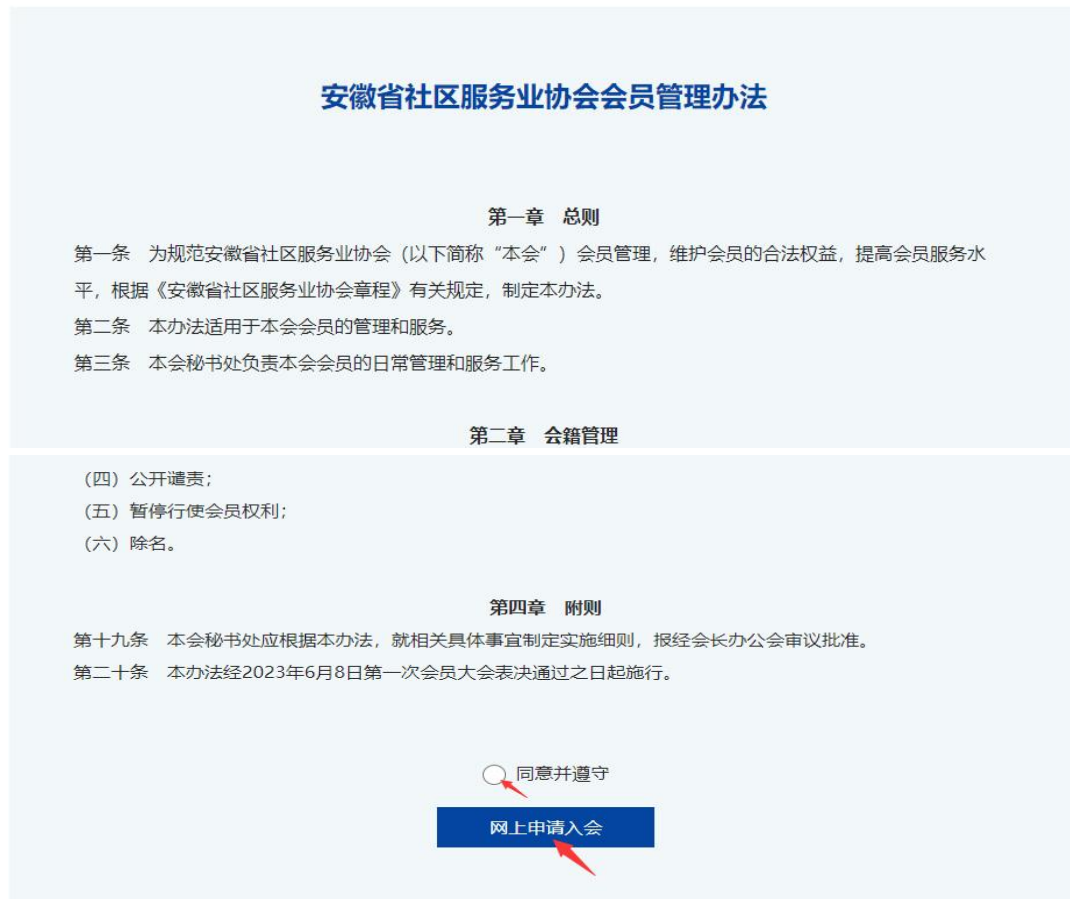 安徽省社区服务业协会会员管理办法
第一章 总则
第一条 为规范安徽省社区服务业协会（以下简称“本会”）会员管理，维护会员的合法权益，提高会员服务水
平，根据《安徽省社区服务业协会章程》有关规定，制定本办法。
第二条 本办法适用于本会会员的管理和服务。
第三条 本会秘书处负责本会会员的日常管理和服务工作。
第二章 会籍管理
（四）公开谴责；
（五）暂停行使会员权利；
（六）除名。
第四章 附则
第十九条 本会秘书处应根据本办法，就相关具体事宜制定实施细则，报经会长办公会审议批准。
第二十条 本办法经2023年6月8日第一次会员大会表决通过之日起施行。
同意并遵守
网上申请入会